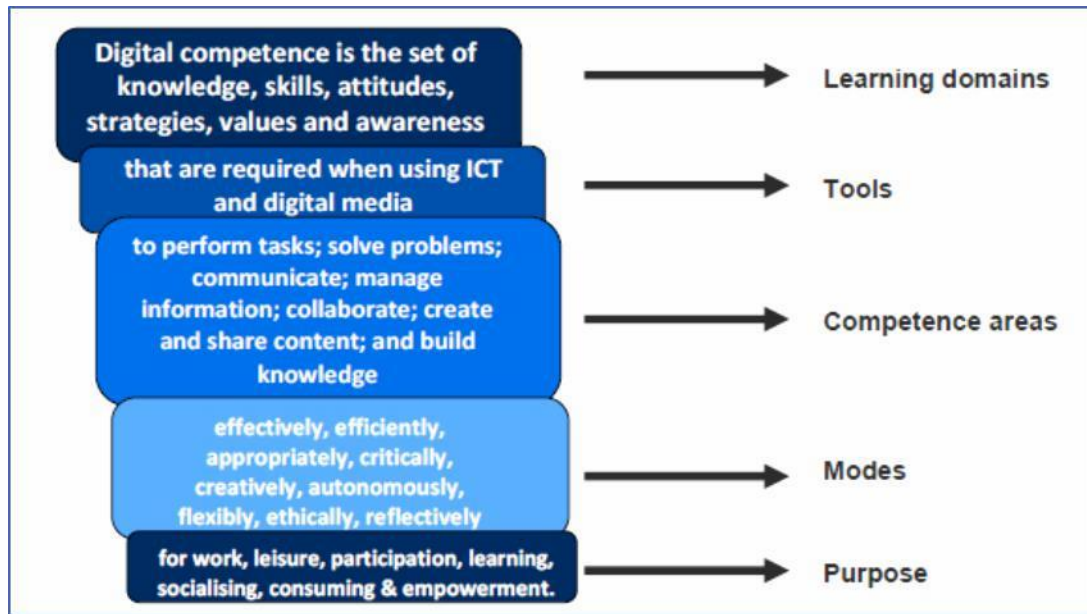 Digital competence is the set of
knowledge, skills, attitudes,
strategies, values and awareness
Learning domains
that are required when using ICT
and digital media
Tools
to perform tasks; solve problems;
communicate; manage
information; collaborate; create
and share content; and build
knowledge
Competence areas
effectively, efficiently,
appropriately, critically,
creatively, autonomously,
flexibly, ethically, reflectively
Modes
for work, leisure, participation, learning,
socialising, consuming & empowerment.
Purpose